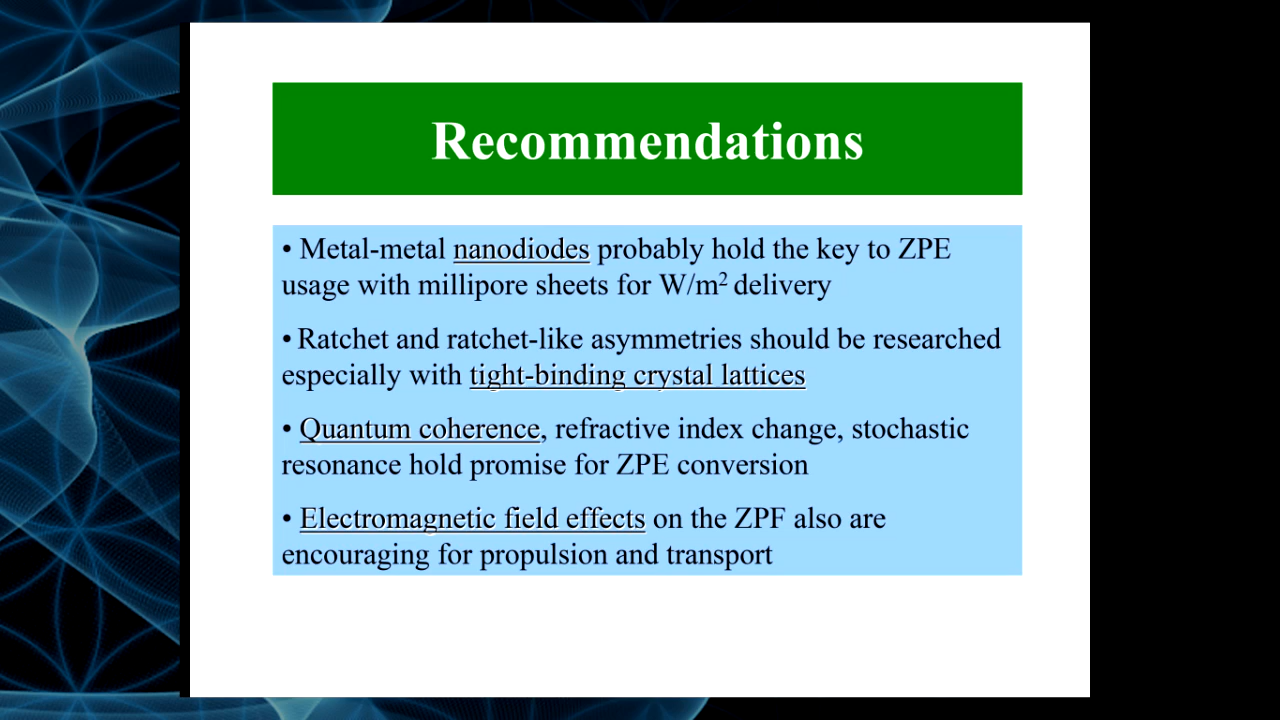 Recommendations
• Metal-metal nanodiodes probably hold the key to ZPE
usage with millipore sheets for W/m² delivery
• Ratchet and ratchet-like asymmetries should be researched
especially with tight-binding crystal lattices
• Quantum coherence, refractive index change, stochastic
resonance hold promise for ZPE conversion
• Electromagnetic field effects on the ZPF also are
encouraging for propulsion and transport